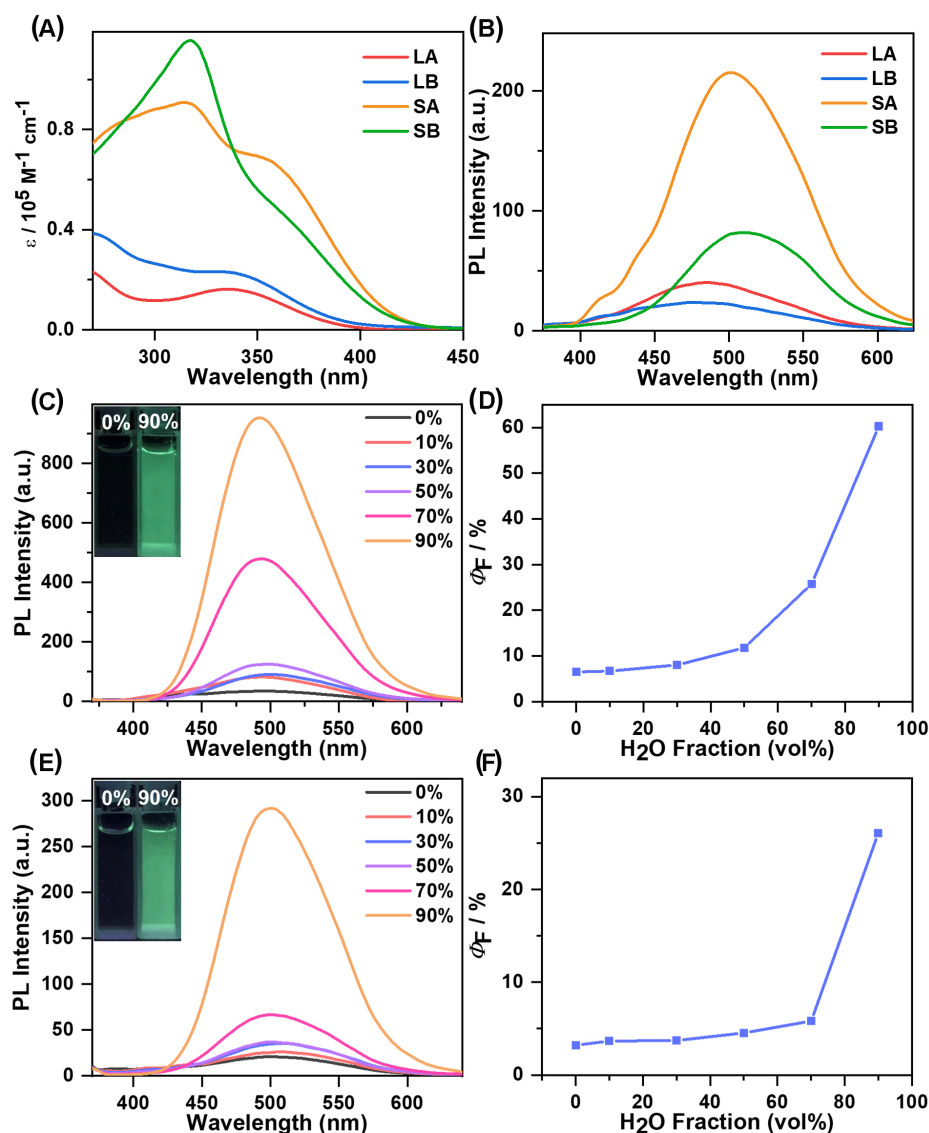 (A)
LA
LB
SA
SB
0.8
0.4
0.0
ε / 10⁵ M⁻¹ cm⁻¹
300
350
400
450
Wavelength (nm)
(B)
LA
LB
SA
SB
200
100
0
PL Intensity (a.u.)
400
450
500
550
600
Wavelength (nm)
(C)
0% 90%
0%
10%
30%
50%
70%
90%
800
600
400
200
0
PL Intensity (a.u.)
400
450
500
550
600
Wavelength (nm)
(D)
60
50
40
30
20
10
0
ΦF / %
0
20
40
60
80
100
H2O Fraction (vol%)
(E)
0% 90%
0%
10%
30%
50%
70%
90%
300
250
200
150
100
50
0
PL Intensity (a.u.)
400
450
500
550
600
Wavelength (nm)
(F)
30
20
10
0
ΦF / %
0
20
40
60
80
100
H2O Fraction (vol%)